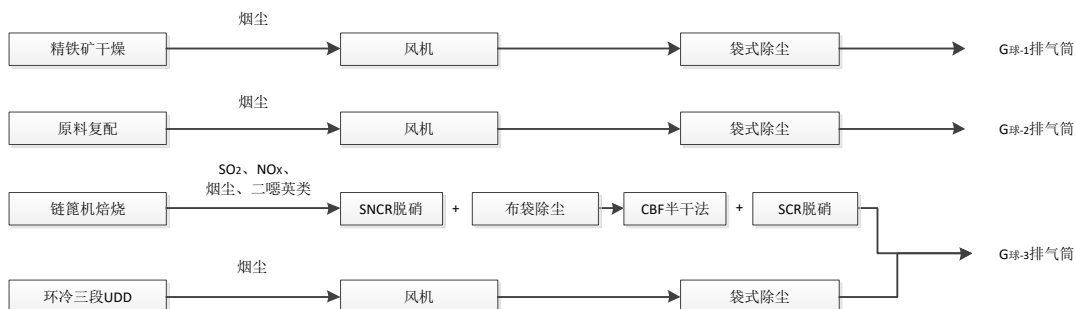 烟尘
精铁矿干燥
风机
袋式除尘
G球-1排气筒
烟尘
原料复配
风机
袋式除尘
G球-2排气筒
SO₂、NOx、
烟尘、二噁英类
链篦机焙烧
SNCR脱硝
+
布袋除尘
CBF半干法
+
SCR脱硝
G球-3排气筒
烟尘
环冷三段UDD
风机
袋式除尘